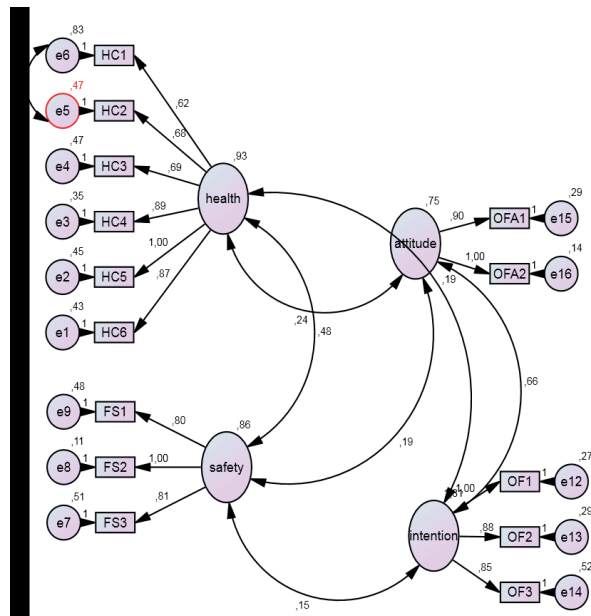 ,83
e6 1 HC1
,47
e5 1 HC2
,62
,68
,47
e4 1 HC3
,69
,93
health
,35
e3 1 HC4
,89
,45
e2 1 HC5
1,00
,43
e1 1 HC6
,87
,75
attitude
,90
OFA1 1 e15
,29
1,00
OFA2 1 e16
,14
,19
,24
,48
,66
,19
,48
e9 1 FS1
,80
,86
safety
,11
e8 1 FS2
1,00
,51
e7 1 FS3
,81
intention
1,00
OF1 1 e12
,27
,88
OF2 1 e13
,29
,85
OF3 1 e14
,52
,15